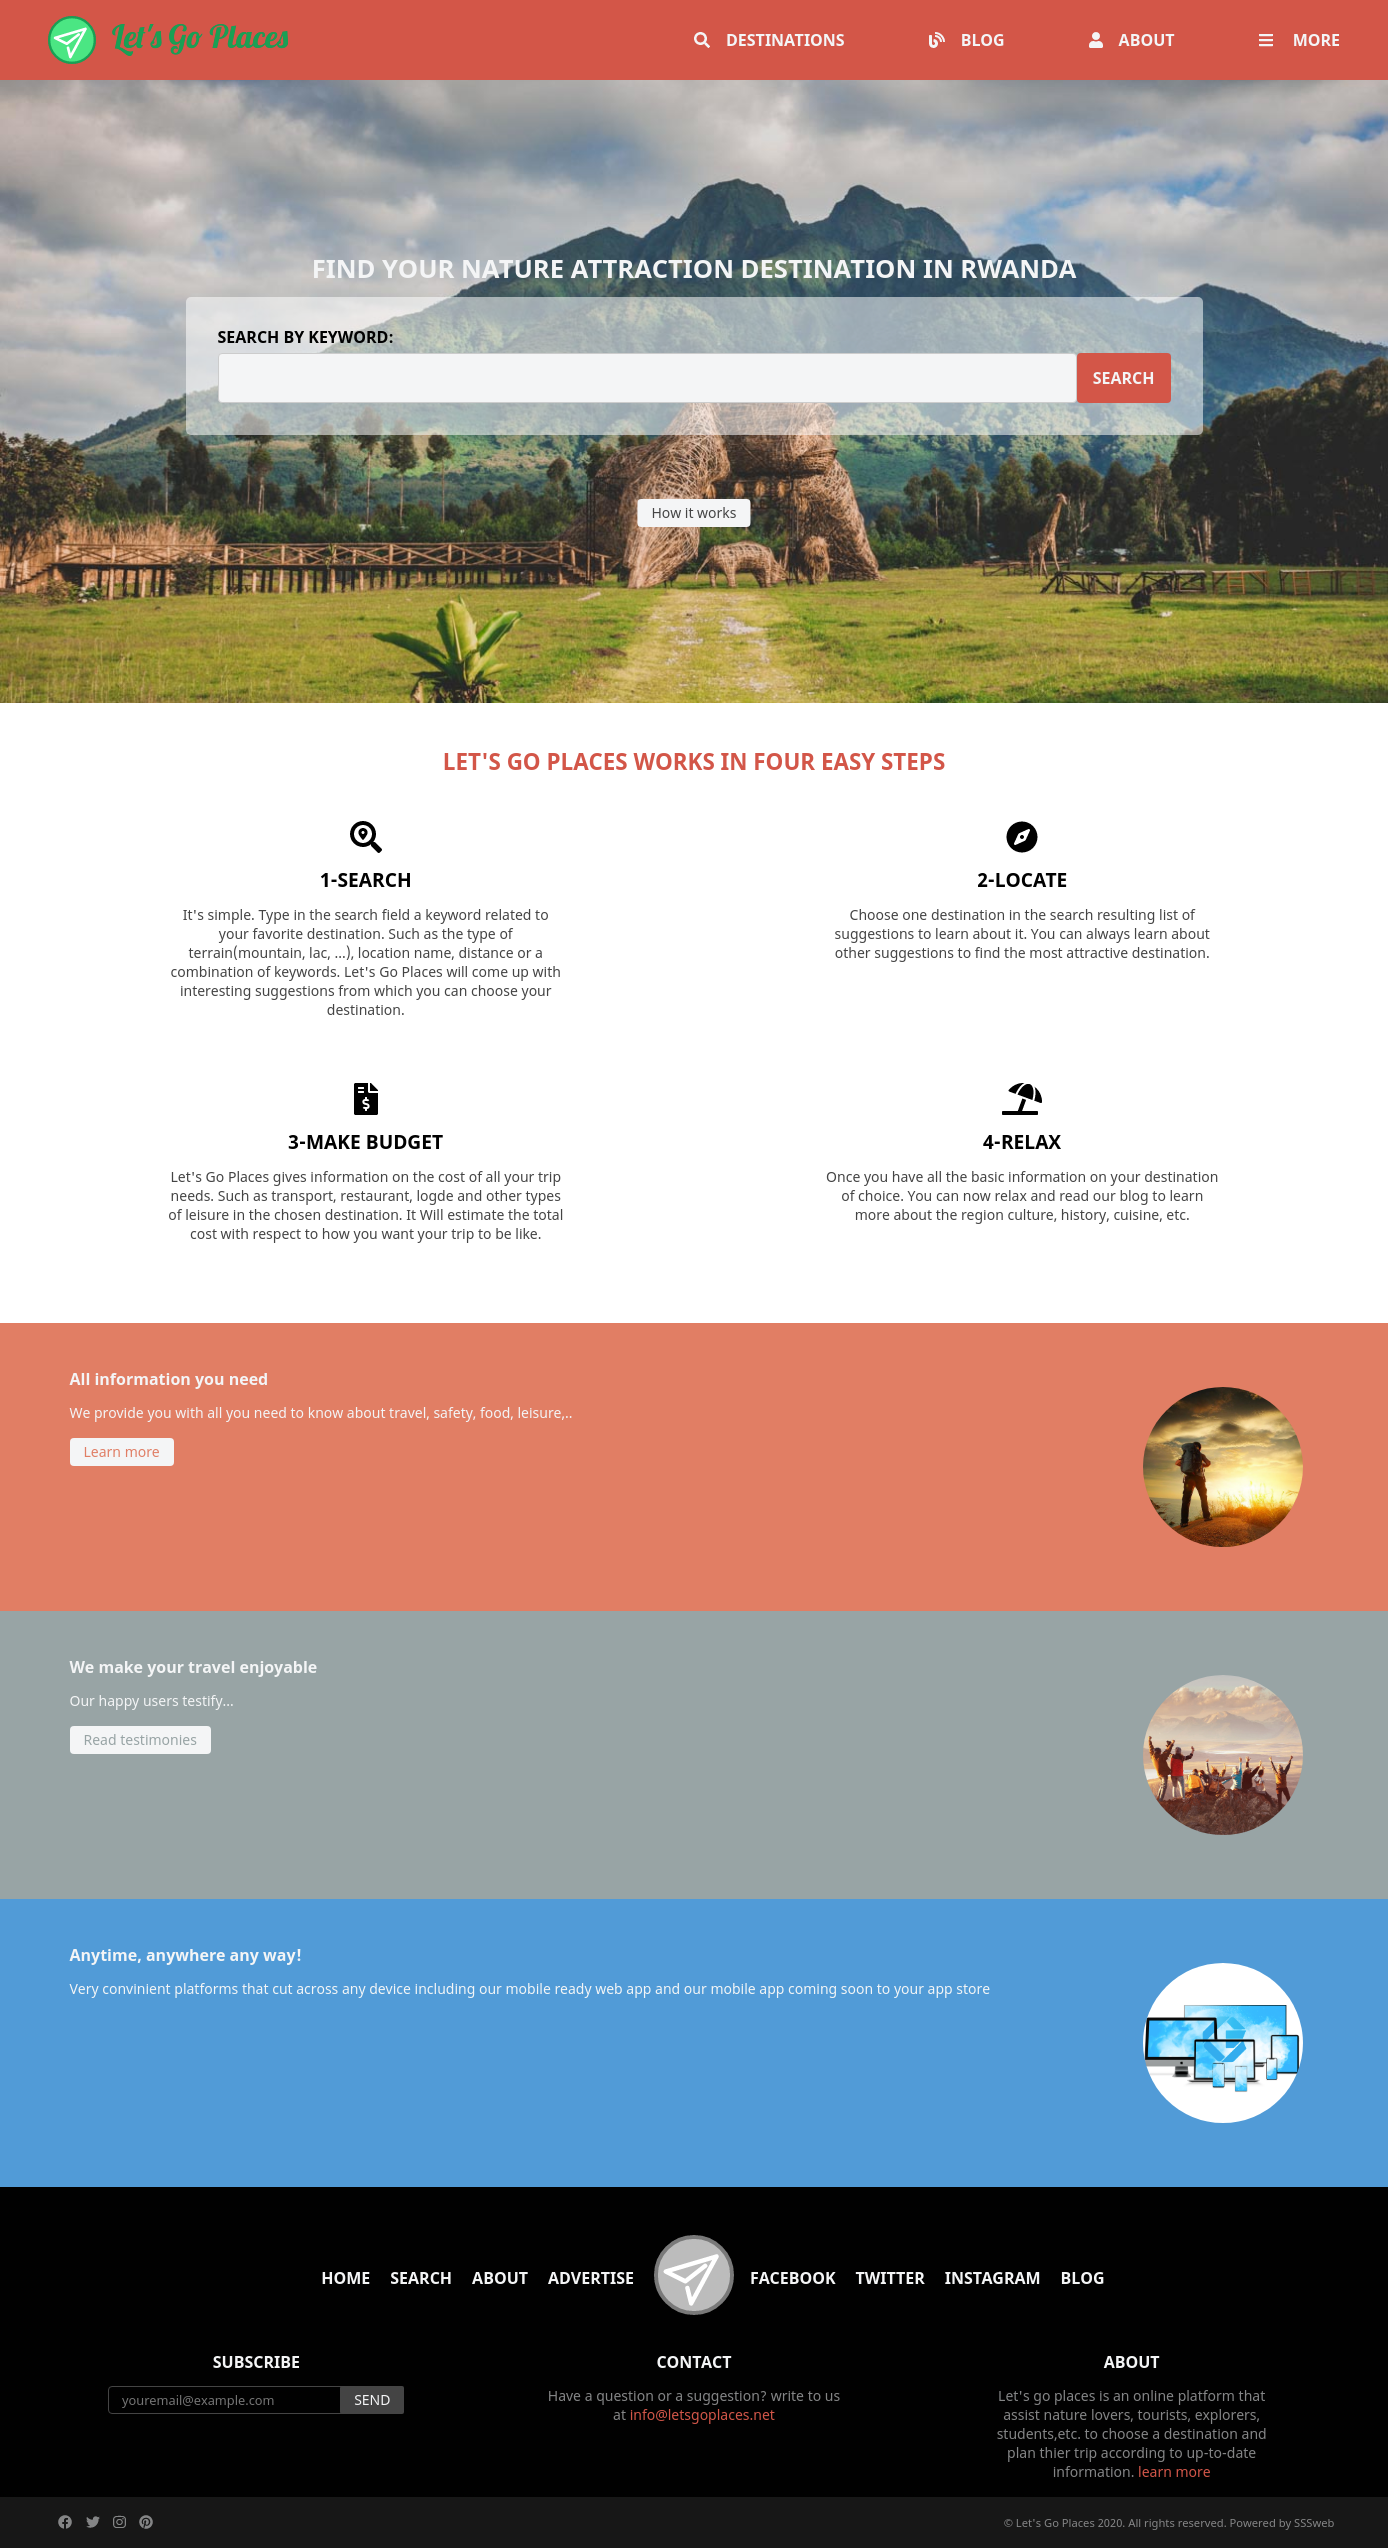 Let's Go Places
DESTINATIONS
BLOG
ABOUT
MORE
FIND YOUR NATURE ATTRACTION DESTINATION IN RWANDA
SEARCH BY KEYWORD:
SEARCH
How it works
LET'S GO PLACES WORKS IN FOUR EASY STEPS
1-SEARCH
It's simple. Type in the search field a keyword related to
your favorite destination. Such as the type of
terrain(mountain, lac, ...), location name, distance or a
combination of keywords. Let's Go Places will come up with
interesting suggestions from which you can choose your
destination.
2-LOCATE
Choose one destination in the search resulting list of
suggestions to learn about it. You can always learn about
other suggestions to find the most attractive destination.
3-MAKE BUDGET
Let's Go Places gives information on the cost of all your trip
needs. Such as transport, restaurant, logde and other types
of leisure in the chosen destination. It Will estimate the total
cost with respect to how you want your trip to be like.
4-RELAX
Once you have all the basic information on your destination
of choice. You can now relax and read our blog to learn
more about the region culture, history, cuisine, etc.
All information you need
We provide you with all you need to know about travel, safety, food, leisure,..
Learn more
We make your travel enjoyable
Our happy users testify...
Read testimonies
Anytime, anywhere any way!
Very convinient platforms that cut across any device including our mobile ready web app and our mobile app coming soon to your app store
HOME
SEARCH
ABOUT
ADVERTISE
FACEBOOK
TWITTER
INSTAGRAM
BLOG
SUBSCRIBE
youremail@example.com
SEND
CONTACT
Have a question or a suggestion? write to us
at info@letsgoplaces.net
ABOUT
Let's go places is an online platform that
assist nature lovers, tourists, explorers,
students,etc. to choose a destination and
plan thier trip according to up-to-date
information. learn more
© Let's Go Places 2020. All rights reserved. Powered by SSSweb